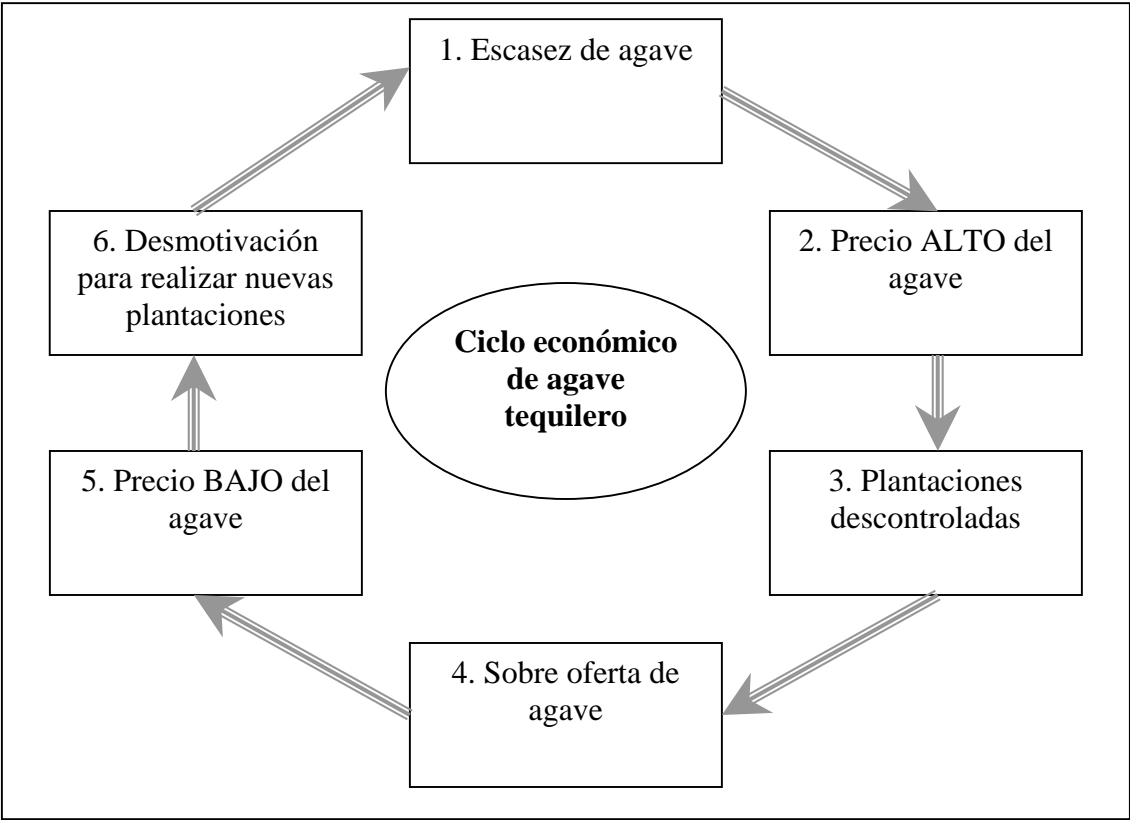 1. Escasez de agave
2. Precio ALTO del
agave
3. Plantaciones
descontroladas
4. Sobre oferta de
agave
5. Precio BAJO del
agave
6. Desmotivación
para realizar nuevas
plantaciones
Ciclo económico
de agave
tequilero